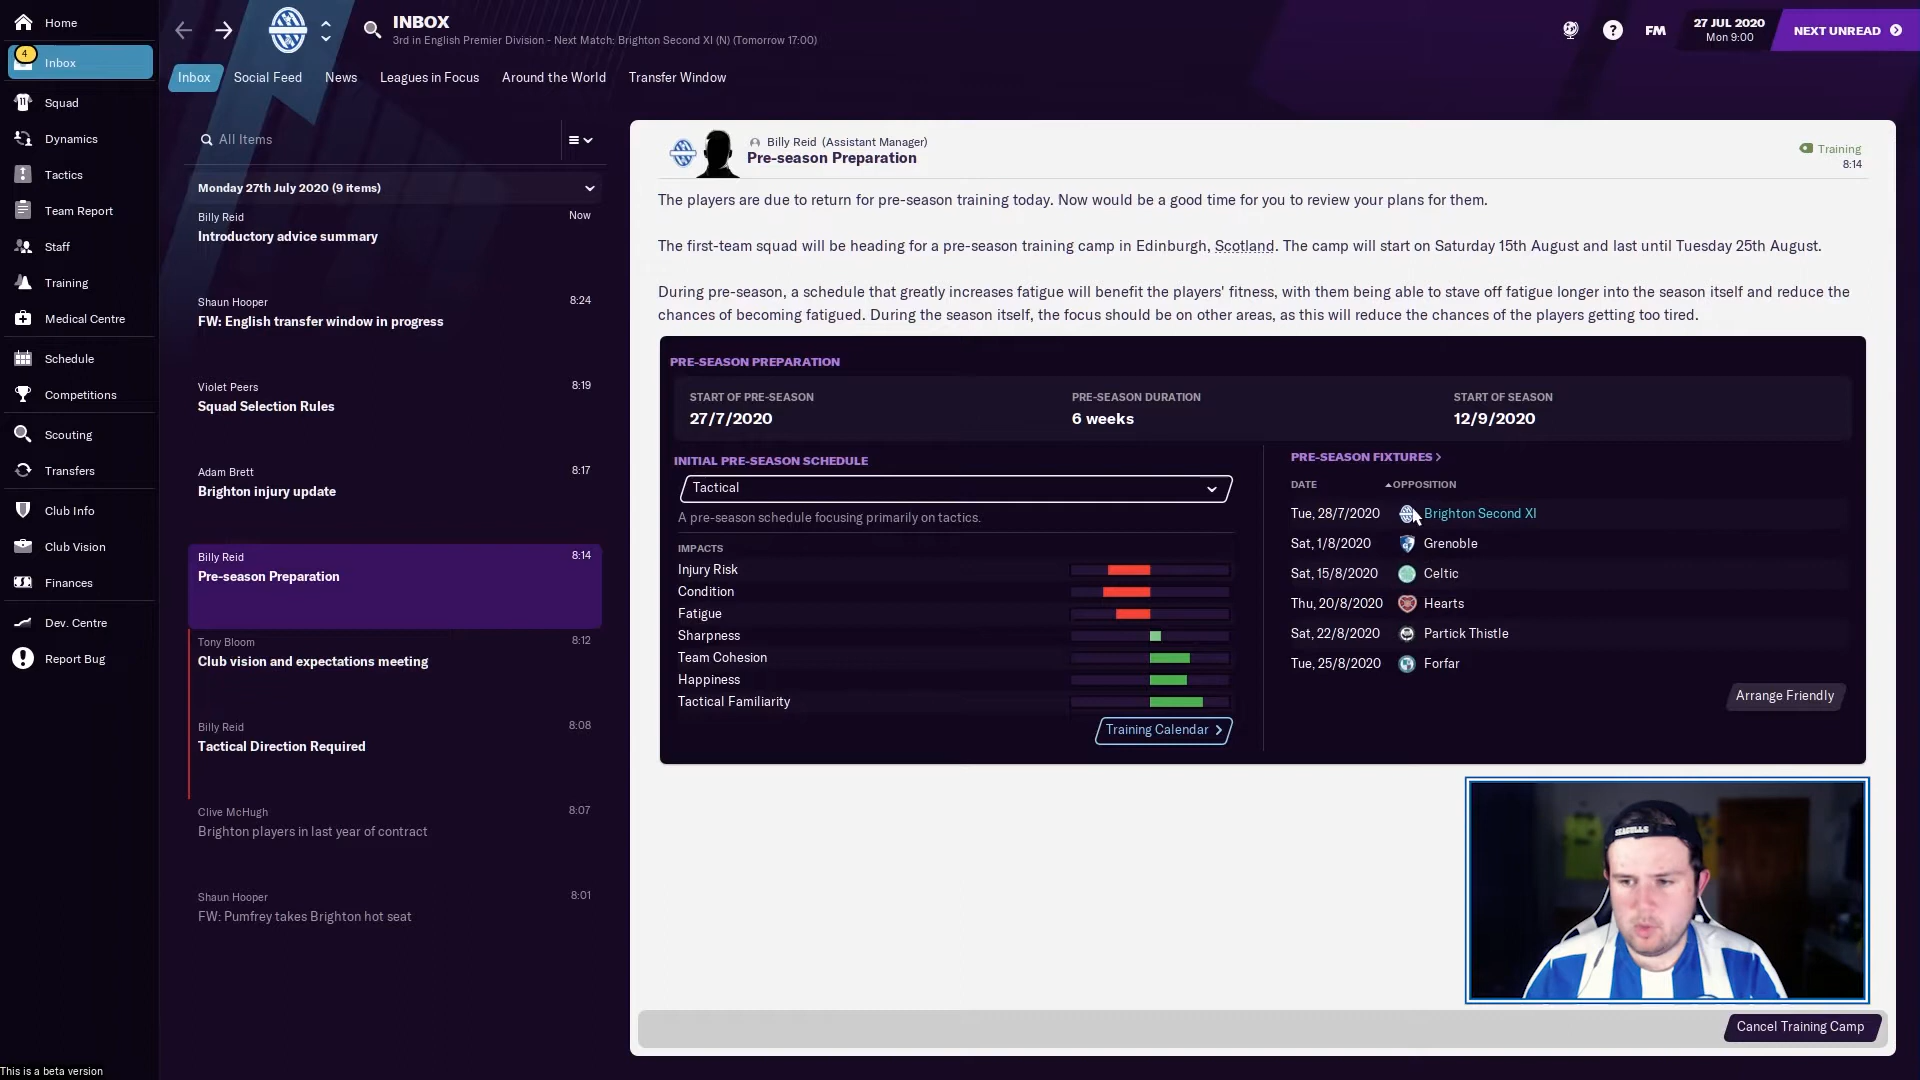 Home
4
Inbox
Squad
Dynamics
Tactics
Team Report
Staff
Training
Medical Centre
Schedule
Competitions
Scouting
Transfers
Club Info
Club Vision
Finances
Dev. Centre
Report Bug
This is a beta version
INBOX
3rd in English Premier Division - Next Match: Brighton Second XI (N) (Tomorrow 17:00)
FM
27 JUL 2020
Mon 9:00
NEXT UNREAD
Inbox Social Feed News Leagues in Focus Around the World Transfer Window
All Items
Monday 27th July 2020 (9 items)
Billy Reid Now
Introductory advice summary
Shaun Hooper 8:24
FW: English transfer window in progress
Violet Peers 8:19
Squad Selection Rules
Adam Brett 8:17
Brighton injury update
Billy Reid 8:14
Pre-season Preparation
Tony Bloom 8:12
Club vision and expectations meeting
Billy Reid 8:08
Tactical Direction Required
Clive McHugh 8:07
Brighton players in last year of contract
Shaun Hooper 8:01
FW: Pumfrey takes Brighton hot seat
Billy Reid (Assistant Manager)
Pre-season Preparation
Training
8:14
The players are due to return for pre-season training today. Now would be a good time for you to review your plans for them.
The first-team squad will be heading for a pre-season training camp in Edinburgh, Scotland. The camp will start on Saturday 15th August and last until Tuesday 25th August.
During pre-season, a schedule that greatly increases fatigue will benefit the players' fitness, with them being able to stave off fatigue longer into the season itself and reduce the
chances of becoming fatigued. During the season itself, the focus should be on other areas, as this will reduce the chances of the players getting too tired.
PRE-SEASON PREPARATION
START OF PRE-SEASON PRE-SEASON DURATION START OF SEASON
27/7/2020 6 weeks 12/9/2020
INITIAL PRE-SEASON SCHEDULE
Tactical
A pre-season schedule focusing primarily on tactics.
IMPACTS
Injury Risk
Condition
Fatigue
Sharpness
Team Cohesion
Happiness
Tactical Familiarity
Training Calendar
PRE-SEASON FIXTURES
DATE OPPOSITION
Tue, 28/7/2020 Brighton Second XI
Sat, 1/8/2020 Grenoble
Sat, 15/8/2020 Celtic
Thu, 20/8/2020 Hearts
Sat, 22/8/2020 Partick Thistle
Tue, 25/8/2020 Forfar
Arrange Friendly
SEAGULLS
Cancel Training Camp